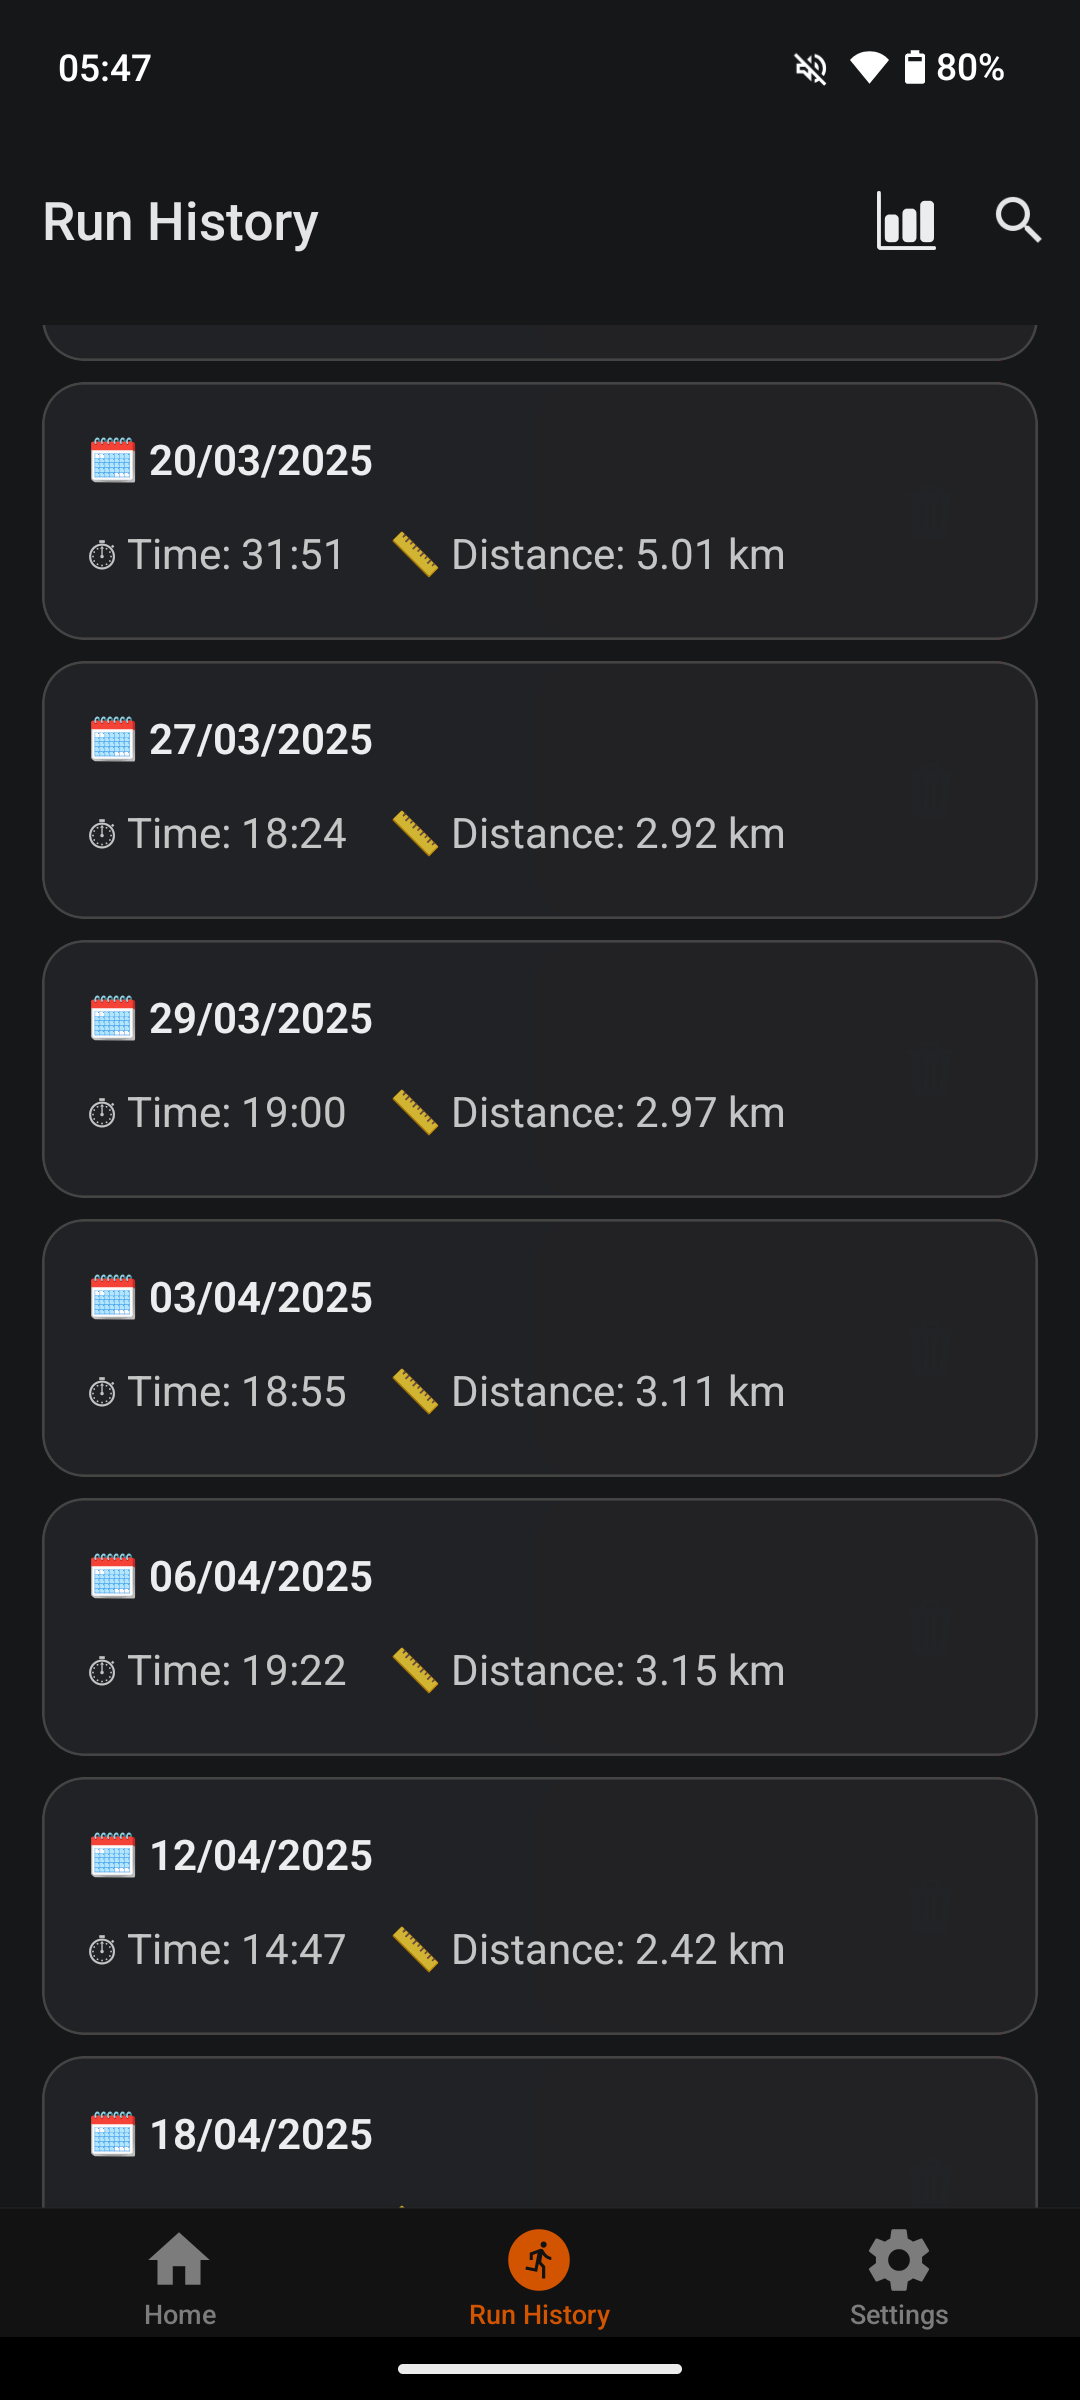 05:47 80%
Run History
20/03/2025
Time: 31:51 Distance: 5.01 km
27/03/2025
Time: 18:24 Distance: 2.92 km
29/03/2025
Time: 19:00 Distance: 2.97 km
03/04/2025
Time: 18:55 Distance: 3.11 km
06/04/2025
Time: 19:22 Distance: 3.15 km
12/04/2025
Time: 14:47 Distance: 2.42 km
18/04/2025
Home Run History Settings